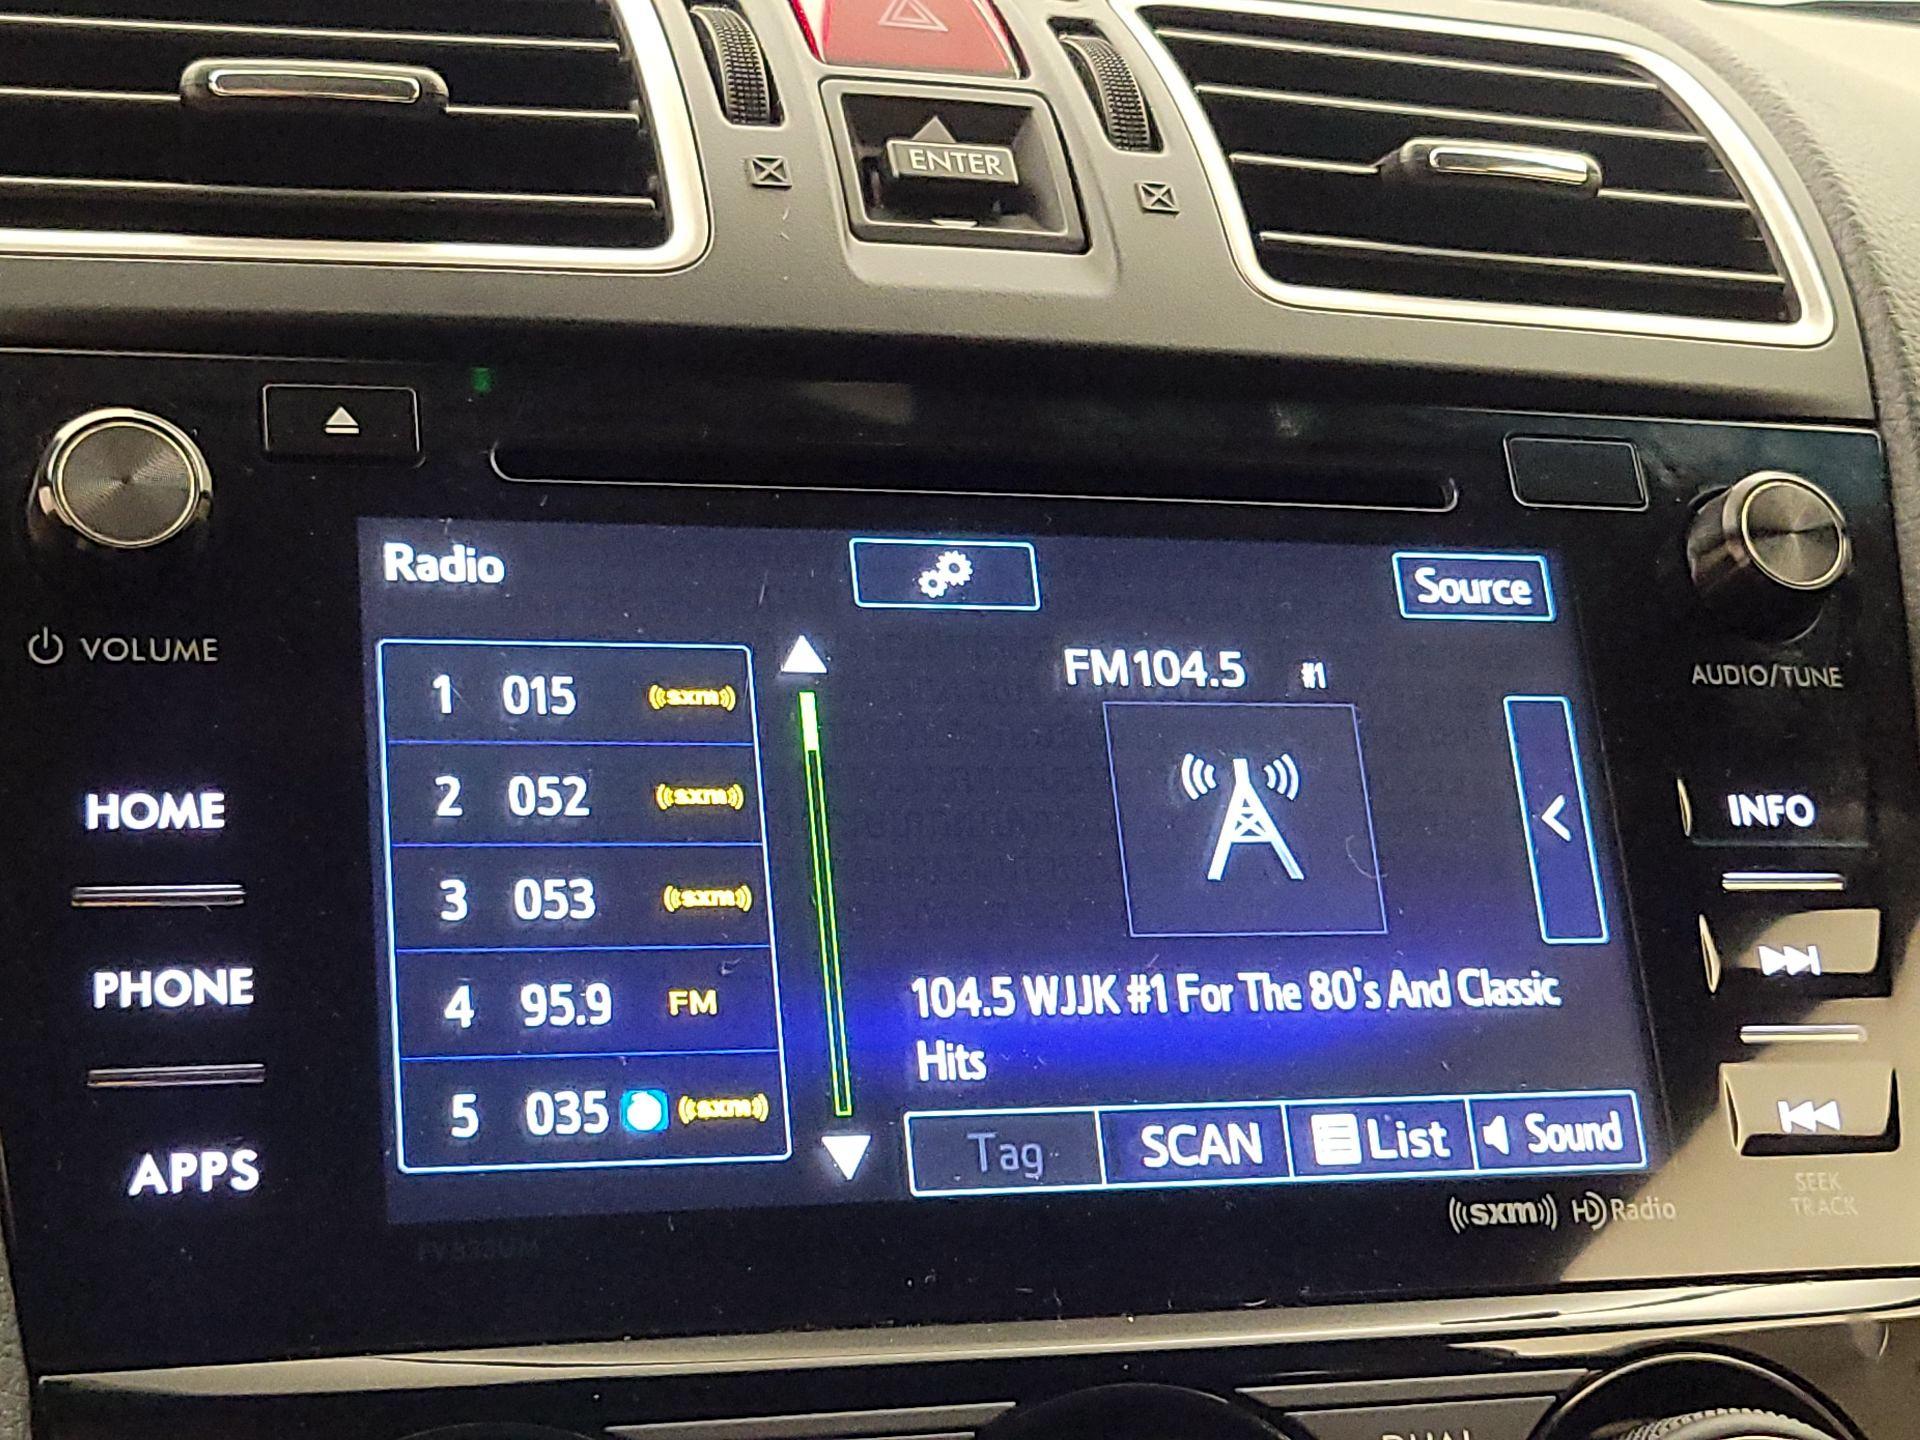 ENTER
Radio
Source
VOLUME
AUDIO/TUNE
1 015 ((sxm))
2 052 ((sxm))
3 053 ((sxm))
4 95.9 FM
5 035 ((sxm))
FM104.5 #1
<
104.5 WJJK #1 For The 80's And Classic
Hits
Tag
SCAN
List
Sound
HOME
PHONE
APPS
INFO
SEEK
TRACK
((sxm)) HD Radio
DUAL